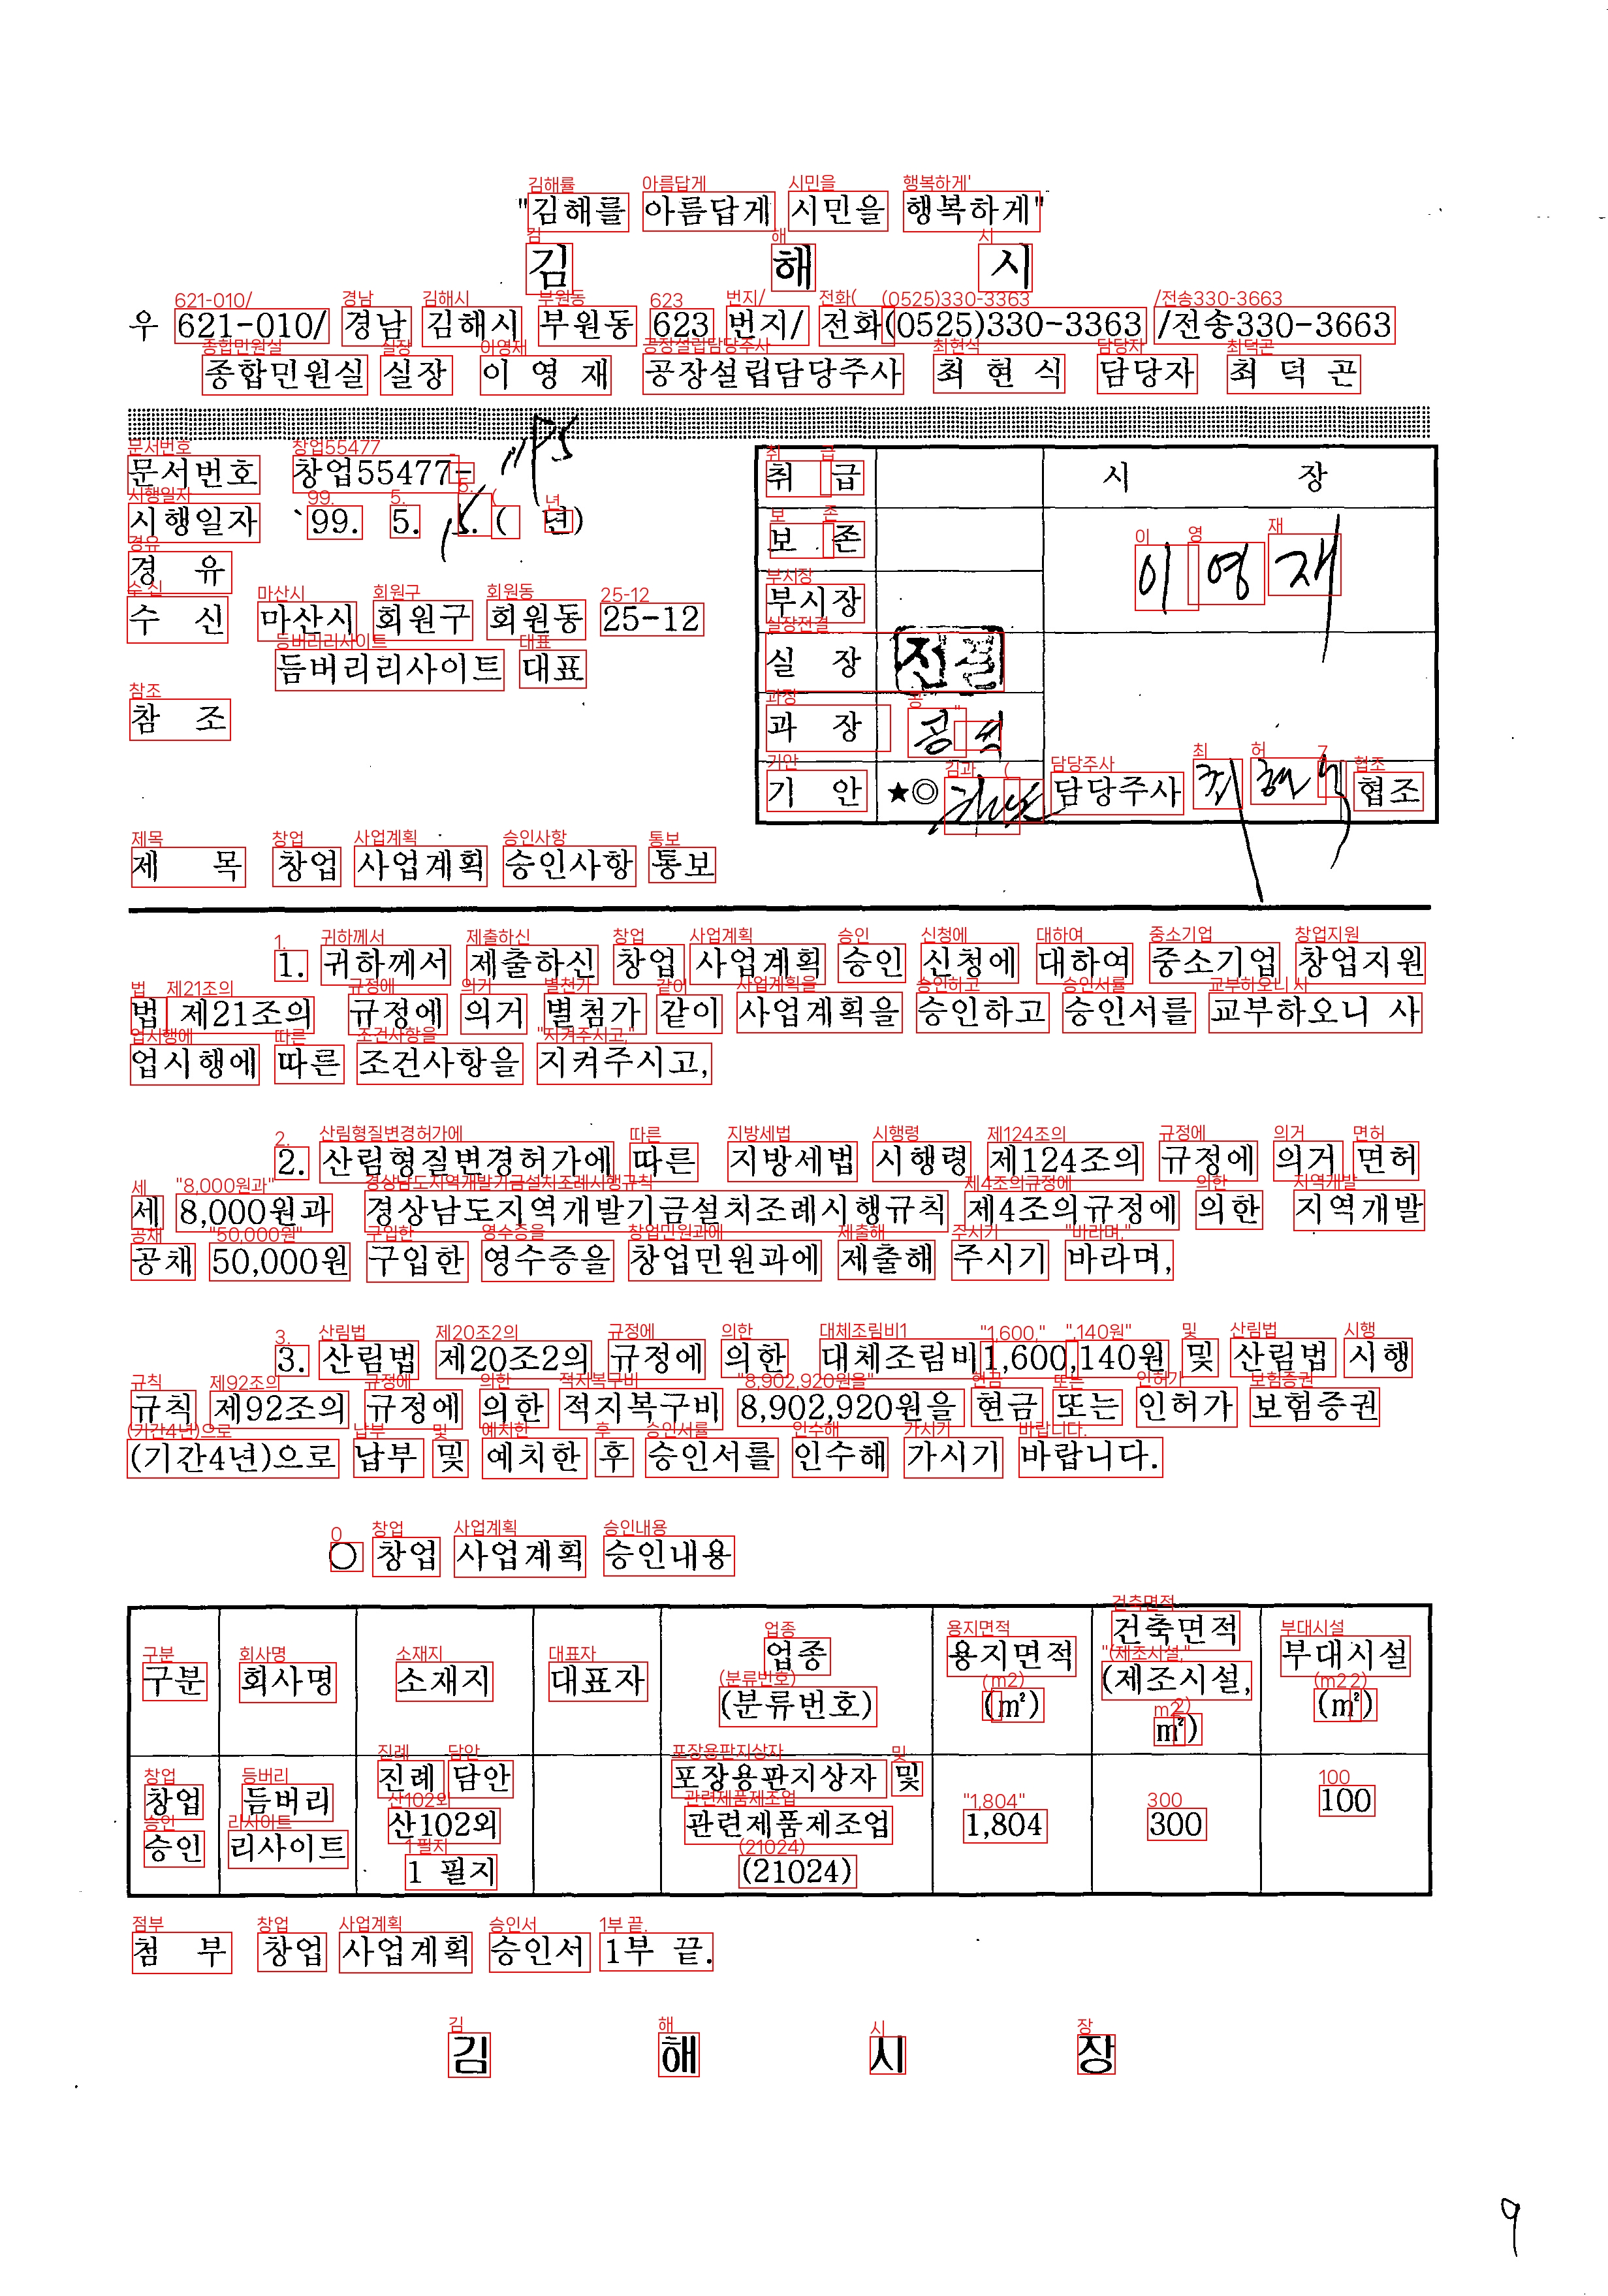 "김해를 아름답게 시민을 행복하게"
김 해 시
우 621-010/ 경남 김해시 부원동 623 번지/ 전화(0525)330-3363 /전송330-3663
종합민원실 실장 이 영 재 공장설립담당주사 최 현 식 담당자 최 덕 곤
문서번호 창업55477-
시행일자 `99. 5. ( 년)
경 유
수 신 마산시 회원구 회원동 25-12
듬버리리사이트 대표
참 조
취 급 시 장
보 존 이 영 재
부시장
실 장 전결
과 장
기 안 ★◎ 담당주사 협조
제 목 창업 사업계획 승인사항 통보
1. 귀하께서 제출하신 창업 사업계획 승인 신청에 대하여 중소기업 창업지원
법 제21조의 규정에 의거 별첨가 같이 사업계획을 승인하고 승인서를 교부하오니 사
업시행에 따른 조건사항을 지켜주시고,
2. 산림형질변경허가에 따른 지방세법 시행령 제124조의 규정에 의거 면허
세 8,000원과 경상남도지역개발기금설치조례시행규칙 제4조의규정에 의한 지역개발
공채 50,000원 구입한 영수증을 창업민원과에 제출해 주시기 바라며,
3. 산림법 제20조2의 규정에 의한 대체조림비1,600,140원 및 산림법 시행
규칙 제92조의 규정에 의한 적지복구비 8,902,920원을 현금 또는 인허가 보험증권
(기간4년)으로 납부 및 예치한 후 승인서를 인수해 가시기 바랍니다.
○ 창업 사업계획 승인내용
구분 회사명 소재지 대표자 업종 (분류번호) 용지면적 (㎡) 건축면적 (제조시설, ㎡) 부대시설 (㎡)
창업 승인 듬버리 리사이트 진례 담안 산102외 1 필지 포장용판지상자 및 관련제품제조업 (21024) 1,804 300 100
첨 부 창업 사업계획 승인서 1부 끝.
김 해 시 장
9